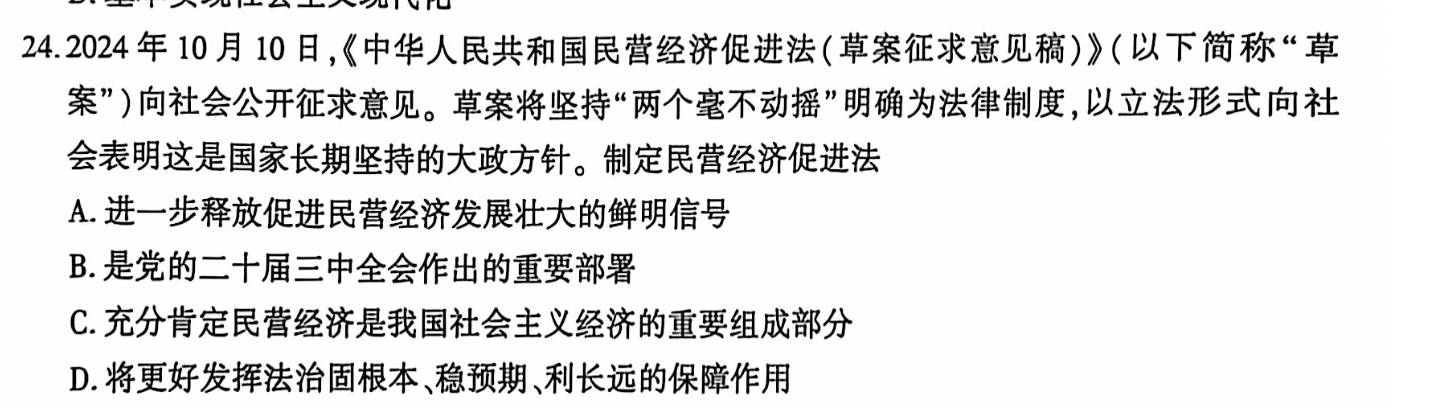 B. 基本实现社会主义现代化
24. 2024 年 10 月 10 日,《中华人民共和国民营经济促进法(草案征求意见稿)》(以下简称“草
案”)向社会公开征求意见。草案将坚持“两个毫不动摇”明确为法律制度,以立法形式向社
会表明这是国家长期坚持的大政方针。制定民营经济促进法
A. 进一步释放促进民营经济发展壮大的鲜明信号
B. 是党的二十届三中全会作出的重要部署
C. 充分肯定民营经济是我国社会主义经济的重要组成部分
D. 将更好发挥法治固根本、稳预期、利长远的保障作用